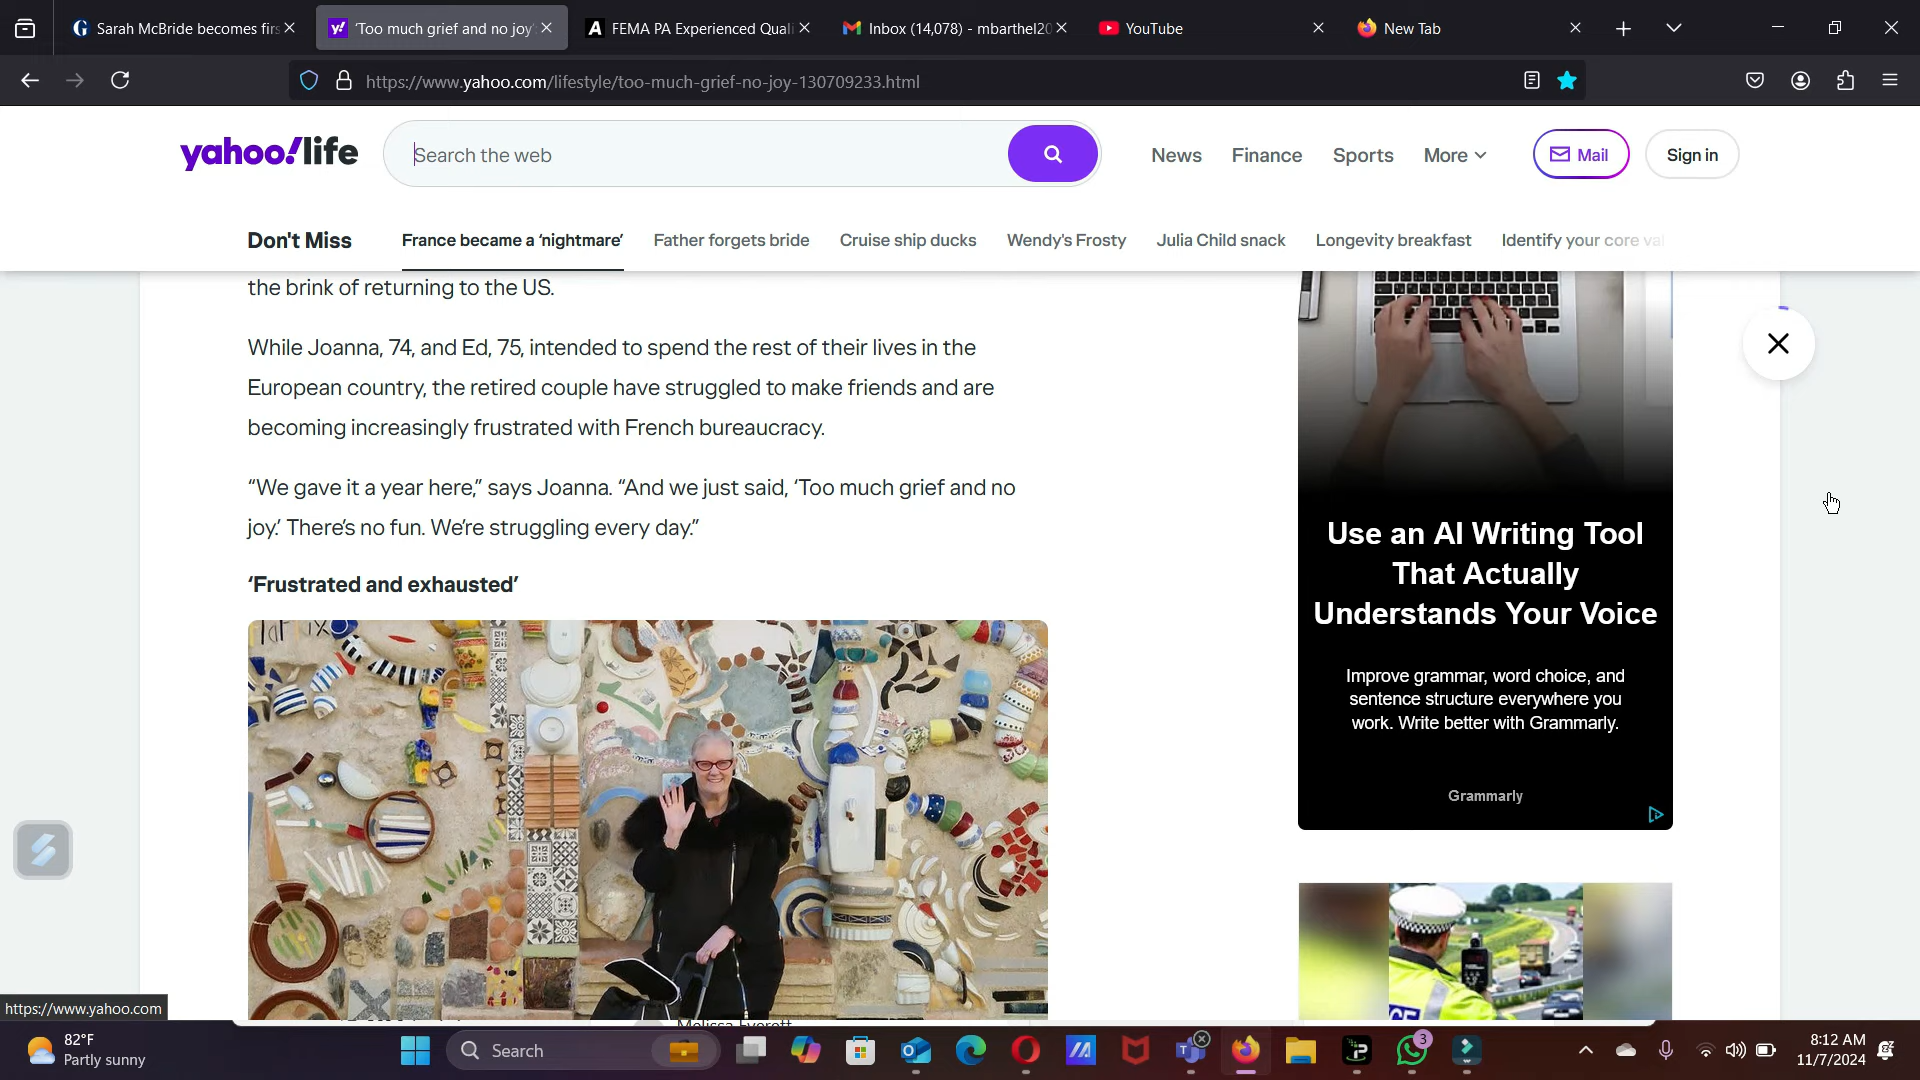 Sarah McBride becomes firs
'Too much grief and no joy'
FEMA PA Experienced Quali
Inbox (14,078) - mbarthel20
YouTube
New Tab
https://www.yahoo.com/lifestyle/too-much-grief-no-joy-130709233.html
yahoo!life
Search the web
News
Finance
Sports
More
Mail
Sign in
Don't Miss
France became a 'nightmare'
Father forgets bride
Cruise ship ducks
Wendy's Frosty
Julia Child snack
Longevity breakfast
Identify your core val
the brink of returning to the US.
While Joanna, 74, and Ed, 75, intended to spend the rest of their lives in the
European country, the retired couple have struggled to make friends and are
becoming increasingly frustrated with French bureaucracy.
“We gave it a year here,” says Joanna. “And we just said, ‘Too much grief and no
joy.’ There’s no fun. We’re struggling every day.”
‘Frustrated and exhausted’
Use an AI Writing Tool
That Actually
Understands Your Voice
Improve grammar, word choice, and
sentence structure everywhere you
work. Write better with Grammarly.
Grammarly
https://www.yahoo.com
82°F
Partly sunny
Search
3
8:12 AM
11/7/2024